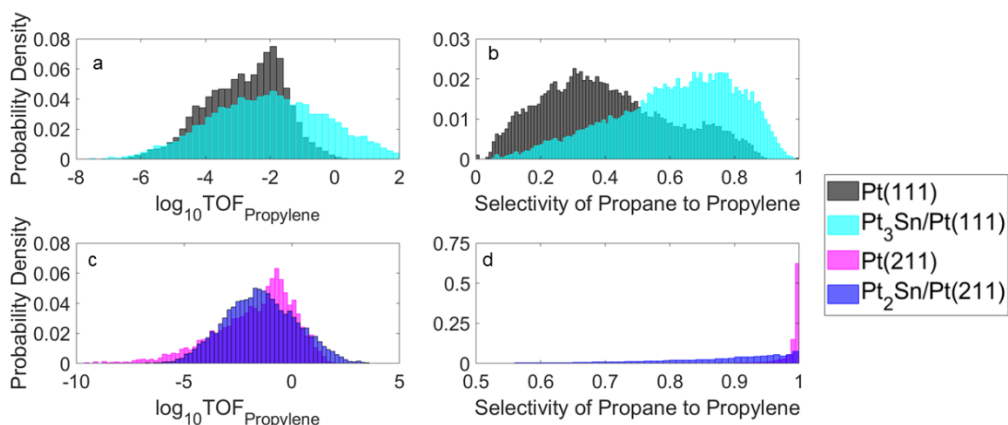 a
Probability Density
0.08
0.06
0.04
0.02
0
-8 -6 -4 -2 0 2
log10TOFPropylene
b
0.03
0.02
0.01
0
0 0.2 0.4 0.6 0.8 1
Selectivity of Propane to Propylene
c
Probability Density
0.08
0.06
0.04
0.02
0
-10 -5 0 5
log10TOFPropylene
d
0.75
0.5
0.25
0
0.5 0.6 0.7 0.8 0.9 1
Selectivity of Propane to Propylene
Pt(111)
Pt3Sn/Pt(111)
Pt(211)
Pt2Sn/Pt(211)